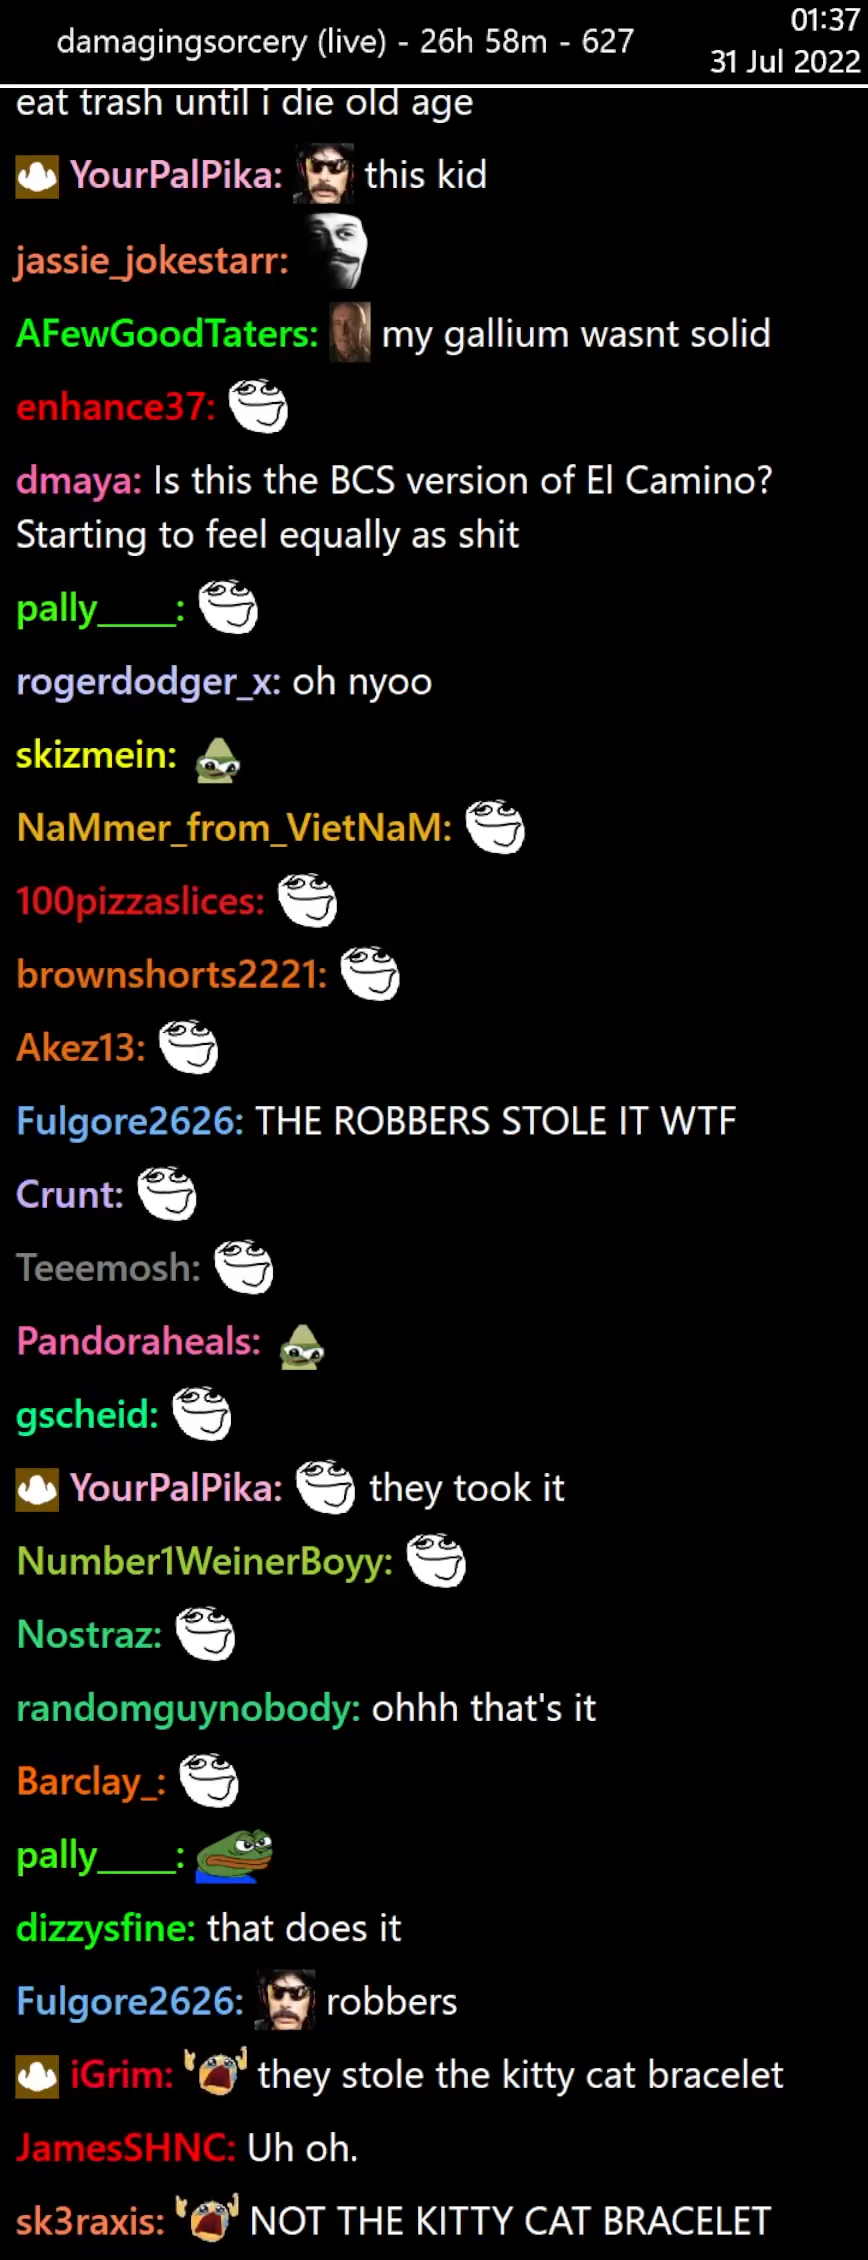 damagingsorcery (live) - 26h 58m - 627
01:37
31 Jul 2022
eat trash until i die old age
YourPalPika: this kid
jassie_jokestarr:
AFewGoodTaters: my gallium wasnt solid
enhance37:
dmaya: Is this the BCS version of El Camino?
Starting to feel equally as shit
pally_____:
rogerdodger_x: oh nyoo
skizmein:
NaMmer_from_VietNaM:
100pizzaslices:
brownshorts2221:
Akez13:
Fulgore2626: THE ROBBERS STOLE IT WTF
Crunt:
Teeemosh:
Pandoraheals:
gscheid:
YourPalPika: they took it
Number1WeinerBoyy:
Nostraz:
randomguynobody: ohhh that's it
Barclay_:
pally_____:
dizzysfine: that does it
Fulgore2626: robbers
iGrim: they stole the kitty cat bracelet
JamesSHNC: Uh oh.
sk3raxis: NOT THE KITTY CAT BRACELET